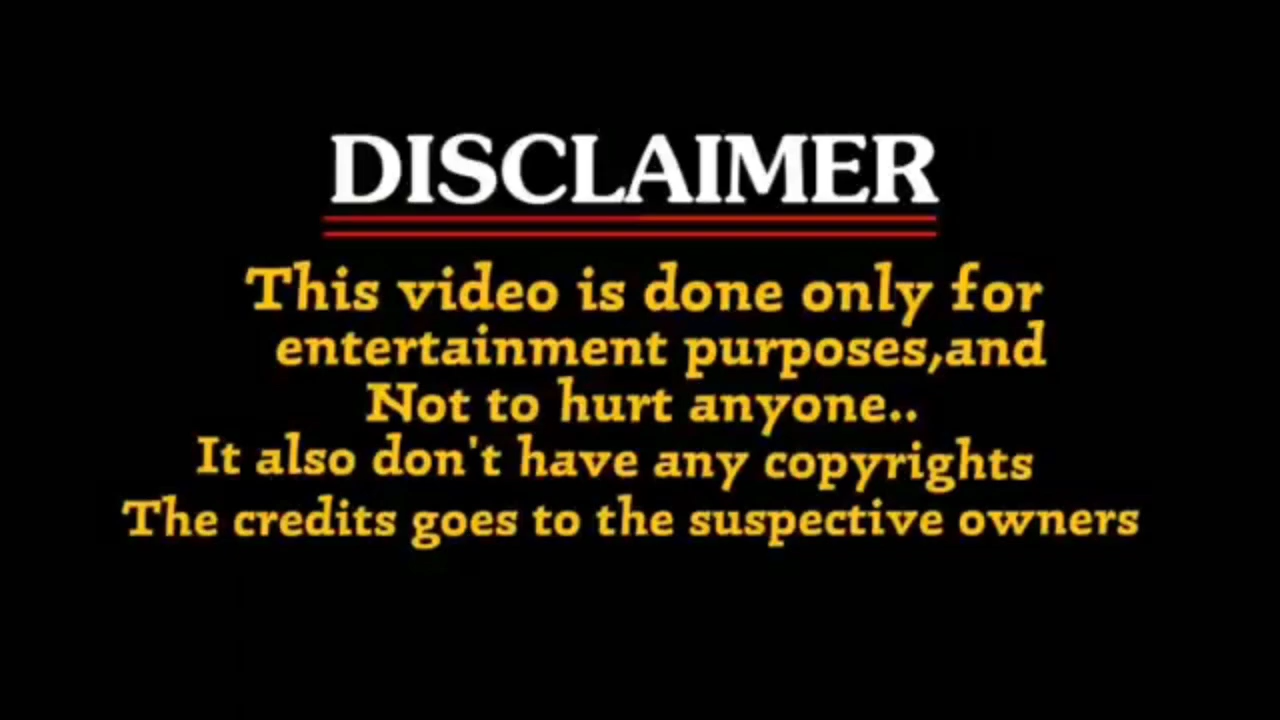 DISCLAIMER
This video is done only for
entertainment purposes,and
Not to hurt anyone..
It also don't have any copyrights
The credits goes to the suspective owners